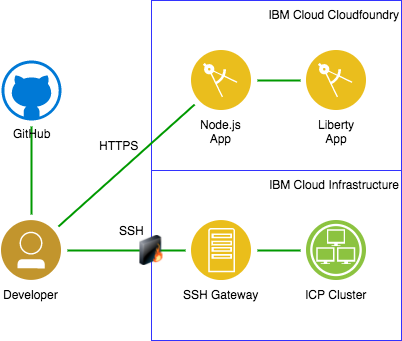 IBM Cloud Cloudfoundry
GitHub
HTTPS
Node.js
App
Liberty
App
IBM Cloud Infrastructure
SSH
Developer
SSH Gateway
ICP Cluster